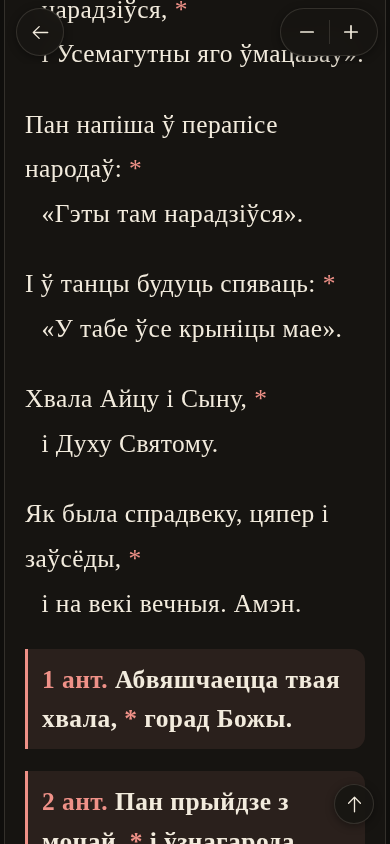 нарадзіўся, *
і Усемагутны яго ўмацаваў».
Пан напіша ў перапісе
народаў: *
«Гэты там нарадзіўся».
І ў танцы будуць спяваць: *
«У табе ўсе крыніцы мае».
Хвала Айцу і Сыну, *
і Духу Святому.
Як была спрадвеку, цяпер і
заўсёды, *
і на векі вечныя. Амэн.
1 ант. Абвяшчаецца твая
хвала, * горад Божы.
2 ант. Пан прыйдзе з
моцай, * і ўзнагарода